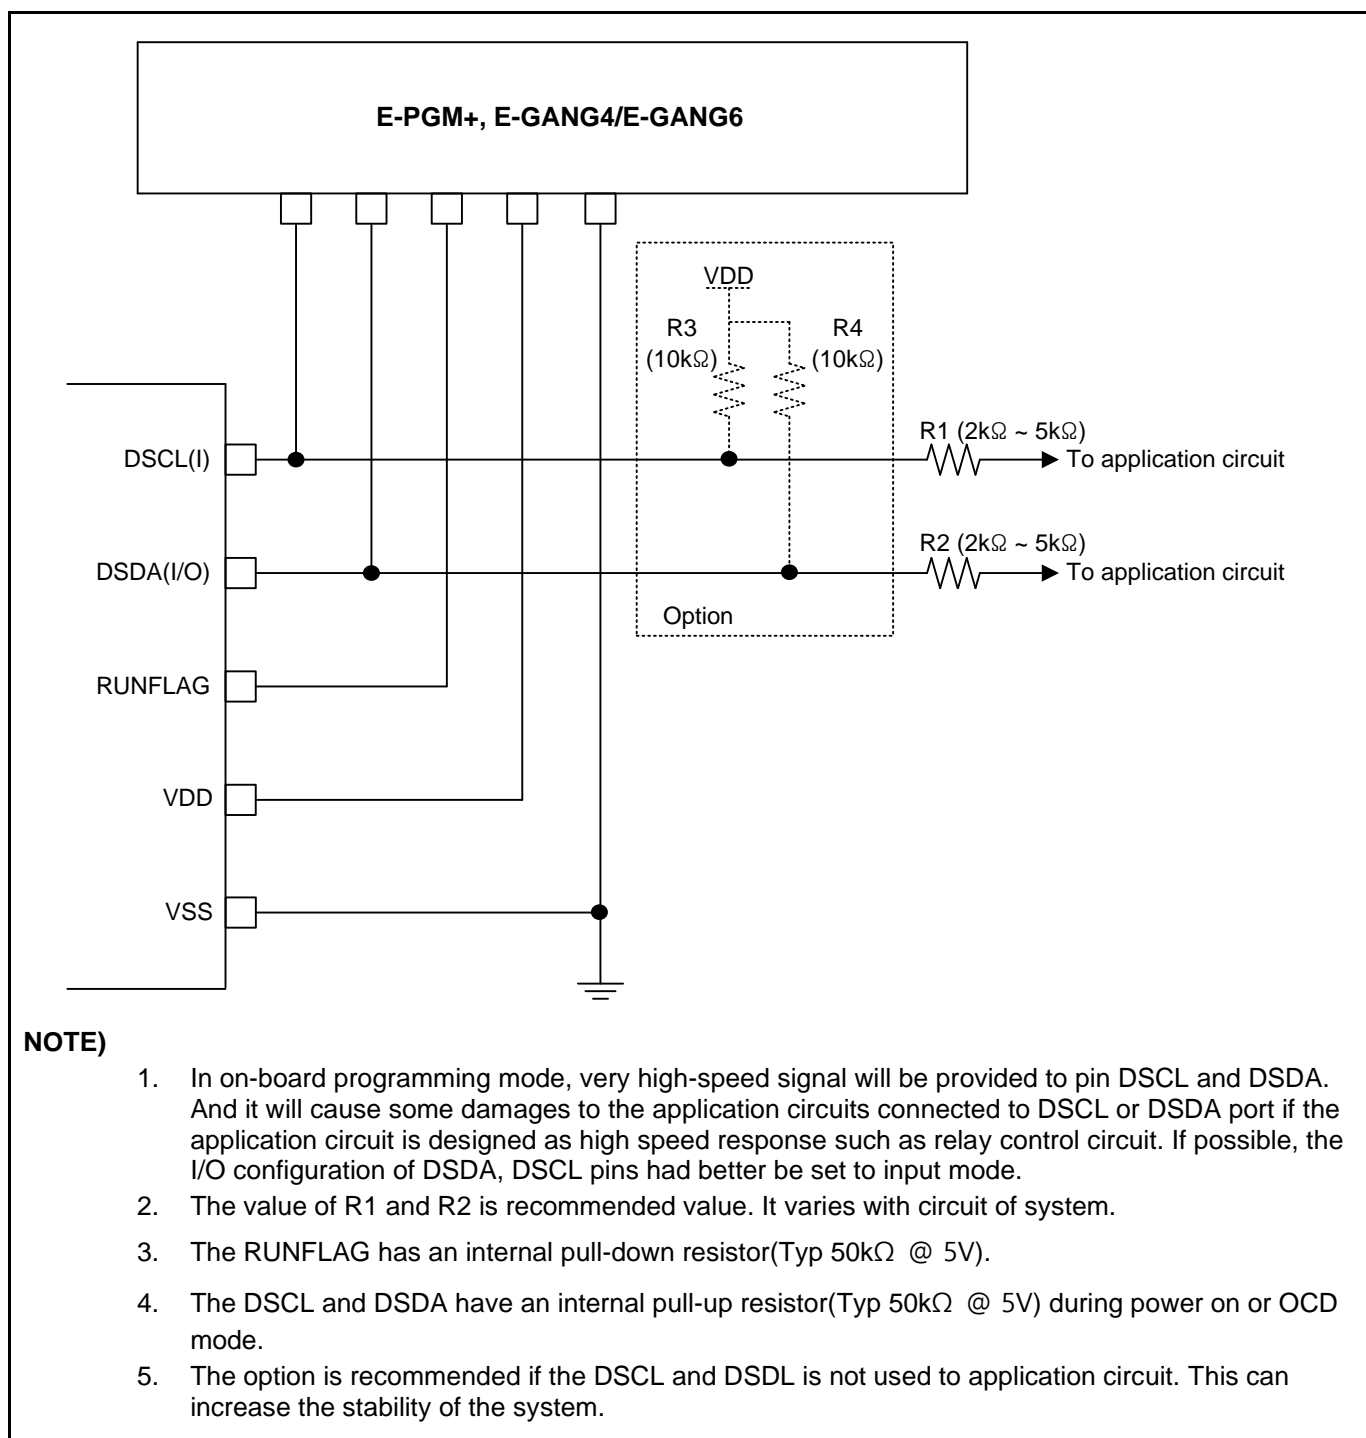 E-PGM+, E-GANG4/E-GANG6
VDD
R3
(10kΩ)
R4
(10kΩ)
R1 (2kΩ ~ 5kΩ)
DSCL(I)
To application circuit
R2 (2kΩ ~ 5kΩ)
DSDA(I/O)
To application circuit
Option
RUNFLAG
VDD
VSS
NOTE)
1. In on-board programming mode, very high-speed signal will be provided to pin DSCL and DSDA.
And it will cause some damages to the application circuits connected to DSCL or DSDA port if the
application circuit is designed as high speed response such as relay control circuit. If possible, the
I/O configuration of DSDA, DSCL pins had better be set to input mode.
2. The value of R1 and R2 is recommended value. It varies with circuit of system.
3. The RUNFLAG has an internal pull-down resistor(Typ 50kΩ @ 5V).
4. The DSCL and DSDA have an internal pull-up resistor(Typ 50kΩ @ 5V) during power on or OCD
mode.
5. The option is recommended if the DSCL and DSDL is not used to application circuit. This can
increase the stability of the system.